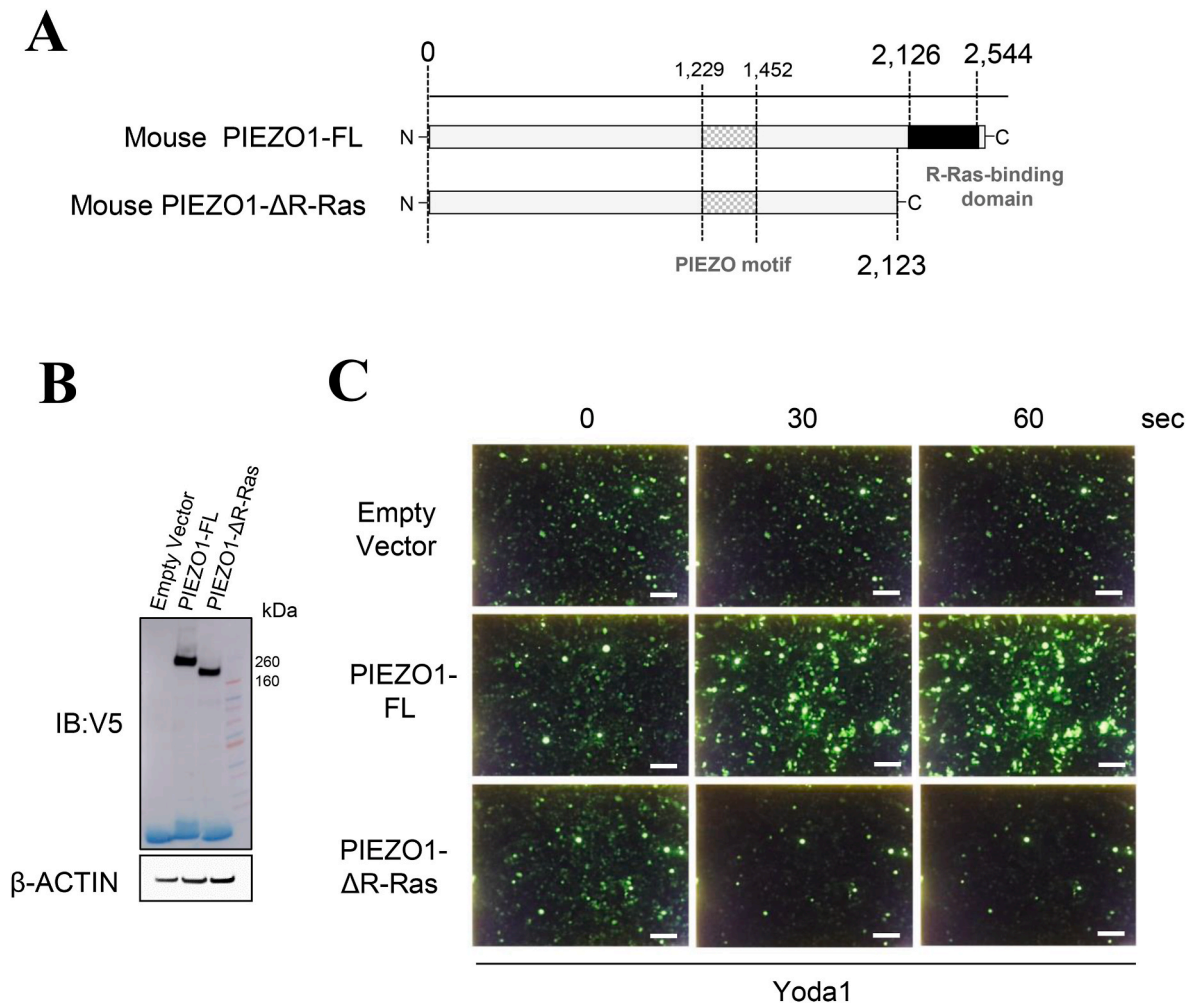 A
0
1,229 1,452
2,126 2,544
Mouse PIEZO1-FL
N
C
R-Ras-binding
domain
Mouse PIEZO1-ΔR-Ras
N
C
PIEZO motif
2,123
B
Empty Vector
PIEZO1-FL
PIEZO1-ΔR-Ras
kDa
260
160
IB:V5
β-ACTIN
C
0 30 60 sec
Empty
Vector
PIEZO1-
FL
PIEZO1-
ΔR-Ras
Yoda1